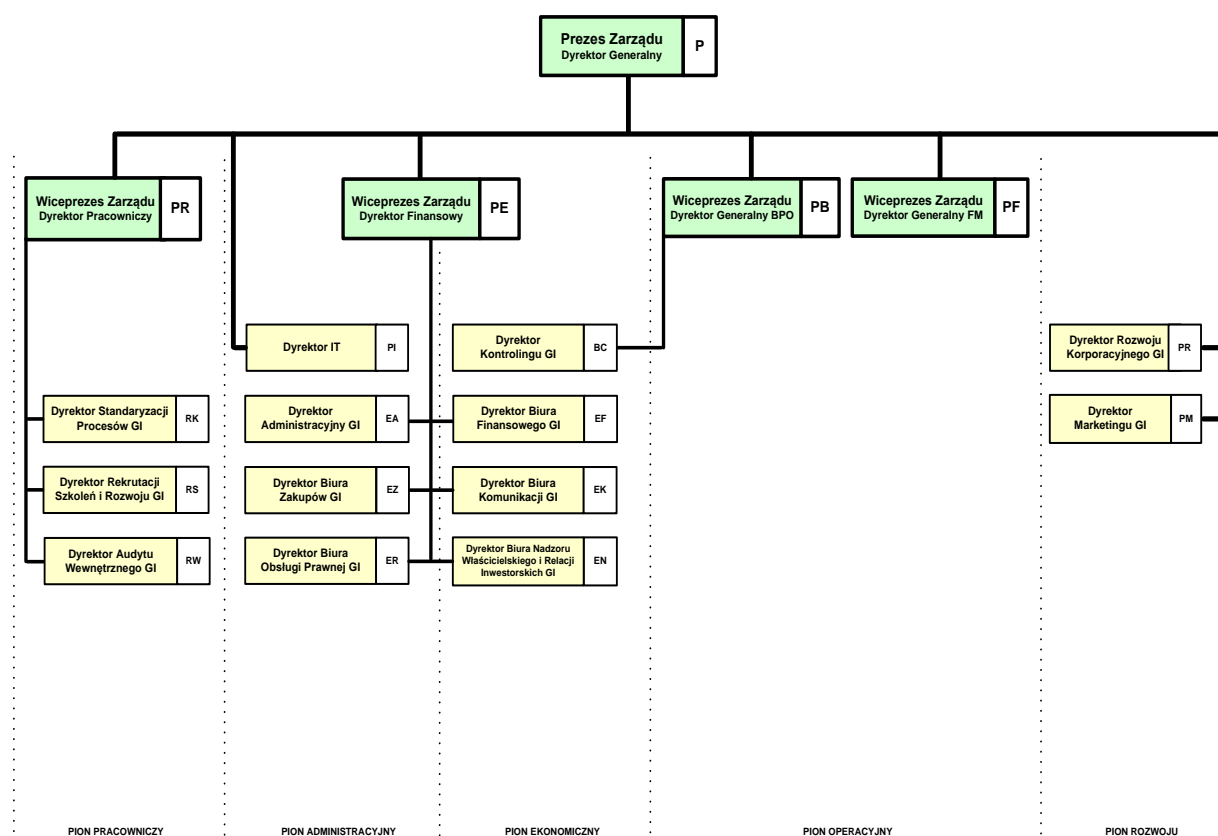 Prezes Zarządu
Dyrektor Generalny
P
Wiceprezes Zarządu
Dyrektor Pracowniczy
PR
Wiceprezes Zarządu
Dyrektor Finansowy
PE
Wiceprezes Zarządu
Dyrektor Generalny BPO
PB
Wiceprezes Zarządu
Dyrektor Generalny FM
PF
Dyrektor IT
PI
Dyrektor
Kontrolingu GI
BC
Dyrektor Rozwoju
Korporacyjnego GI
PR
Dyrektor Standaryzacji
Procesów GI
RK
Dyrektor
Administracyjny GI
EA
Dyrektor Biura
Finansowego GI
EF
Dyrektor
Marketingu GI
PM
Dyrektor Rekrutacji
Szkoleń i Rozwoju GI
RS
Dyrektor Biura
Zakupów GI
EZ
Dyrektor Biura
Komunikacji GI
EK
Dyrektor Audytu
Wewnętrznego GI
RW
Dyrektor Biura
Obsługi Prawnej GI
ER
Dyrektor Biura Nadzoru
Właścicielskiego i Relacji
Inwestorskich GI
EN
PION PRACOWNICZY
PION ADMINISTRACYJNY
PION EKONOMICZNY
PION OPERACYJNY
PION ROZWOJU